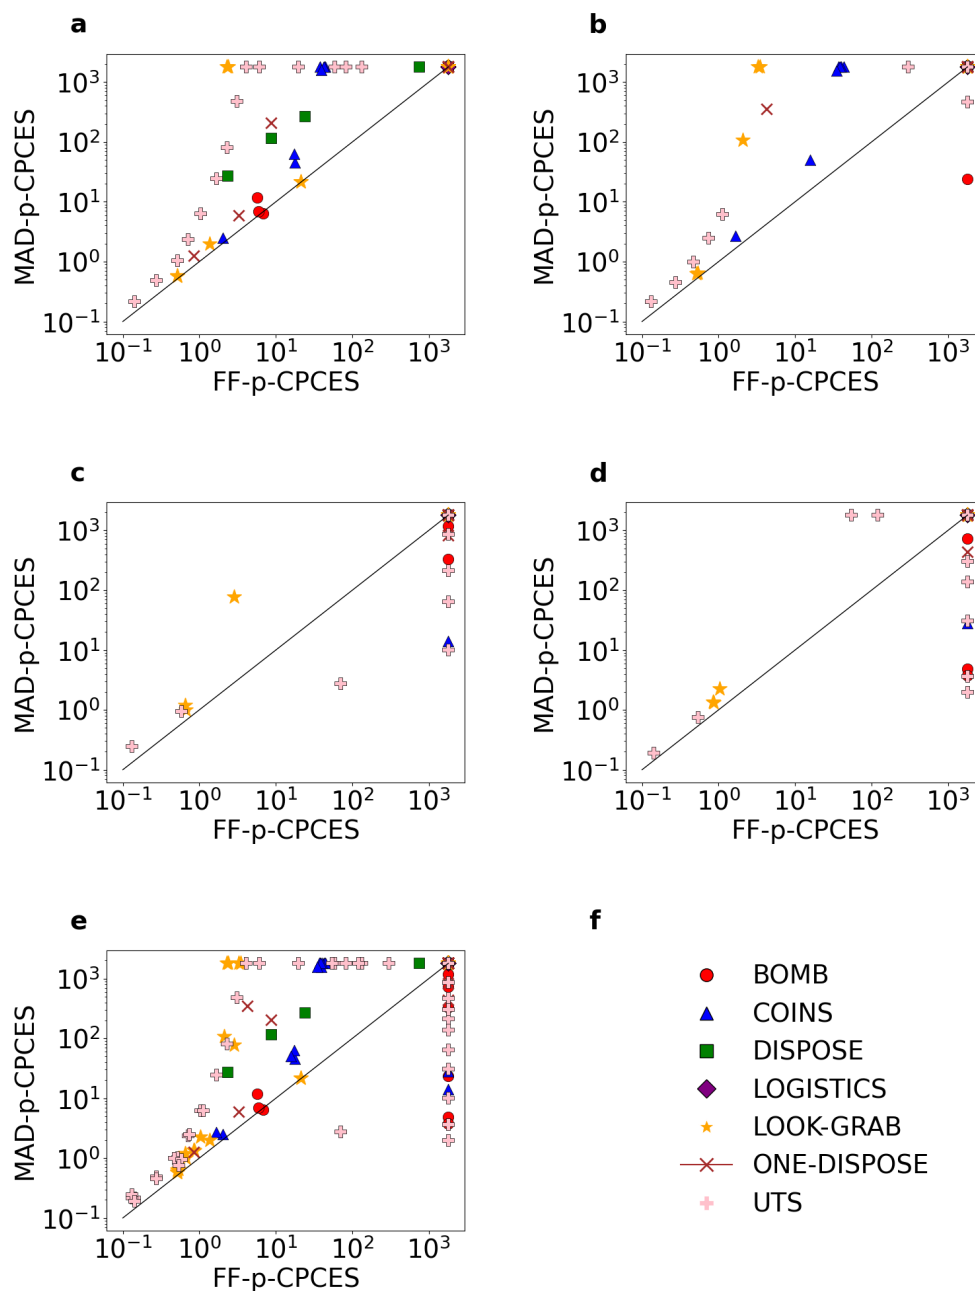 a
b
10³
10²
10¹
10⁰
10⁻¹
MAD-p-CPCES
10⁻¹ 10⁰ 10¹ 10² 10³
FF-p-CPCES
10³
10²
10¹
10⁰
10⁻¹
MAD-p-CPCES
10⁻¹ 10⁰ 10¹ 10² 10³
FF-p-CPCES
c
d
10³
10²
10¹
10⁰
10⁻¹
MAD-p-CPCES
10⁻¹ 10⁰ 10¹ 10² 10³
FF-p-CPCES
10³
10²
10¹
10⁰
10⁻¹
MAD-p-CPCES
10⁻¹ 10⁰ 10¹ 10² 10³
FF-p-CPCES
e
f
10³
10²
10¹
10⁰
10⁻¹
MAD-p-CPCES
10⁻¹ 10⁰ 10¹ 10² 10³
FF-p-CPCES
BOMB
COINS
DISPOSE
LOGISTICS
LOOK-GRAB
ONE-DISPOSE
UTS